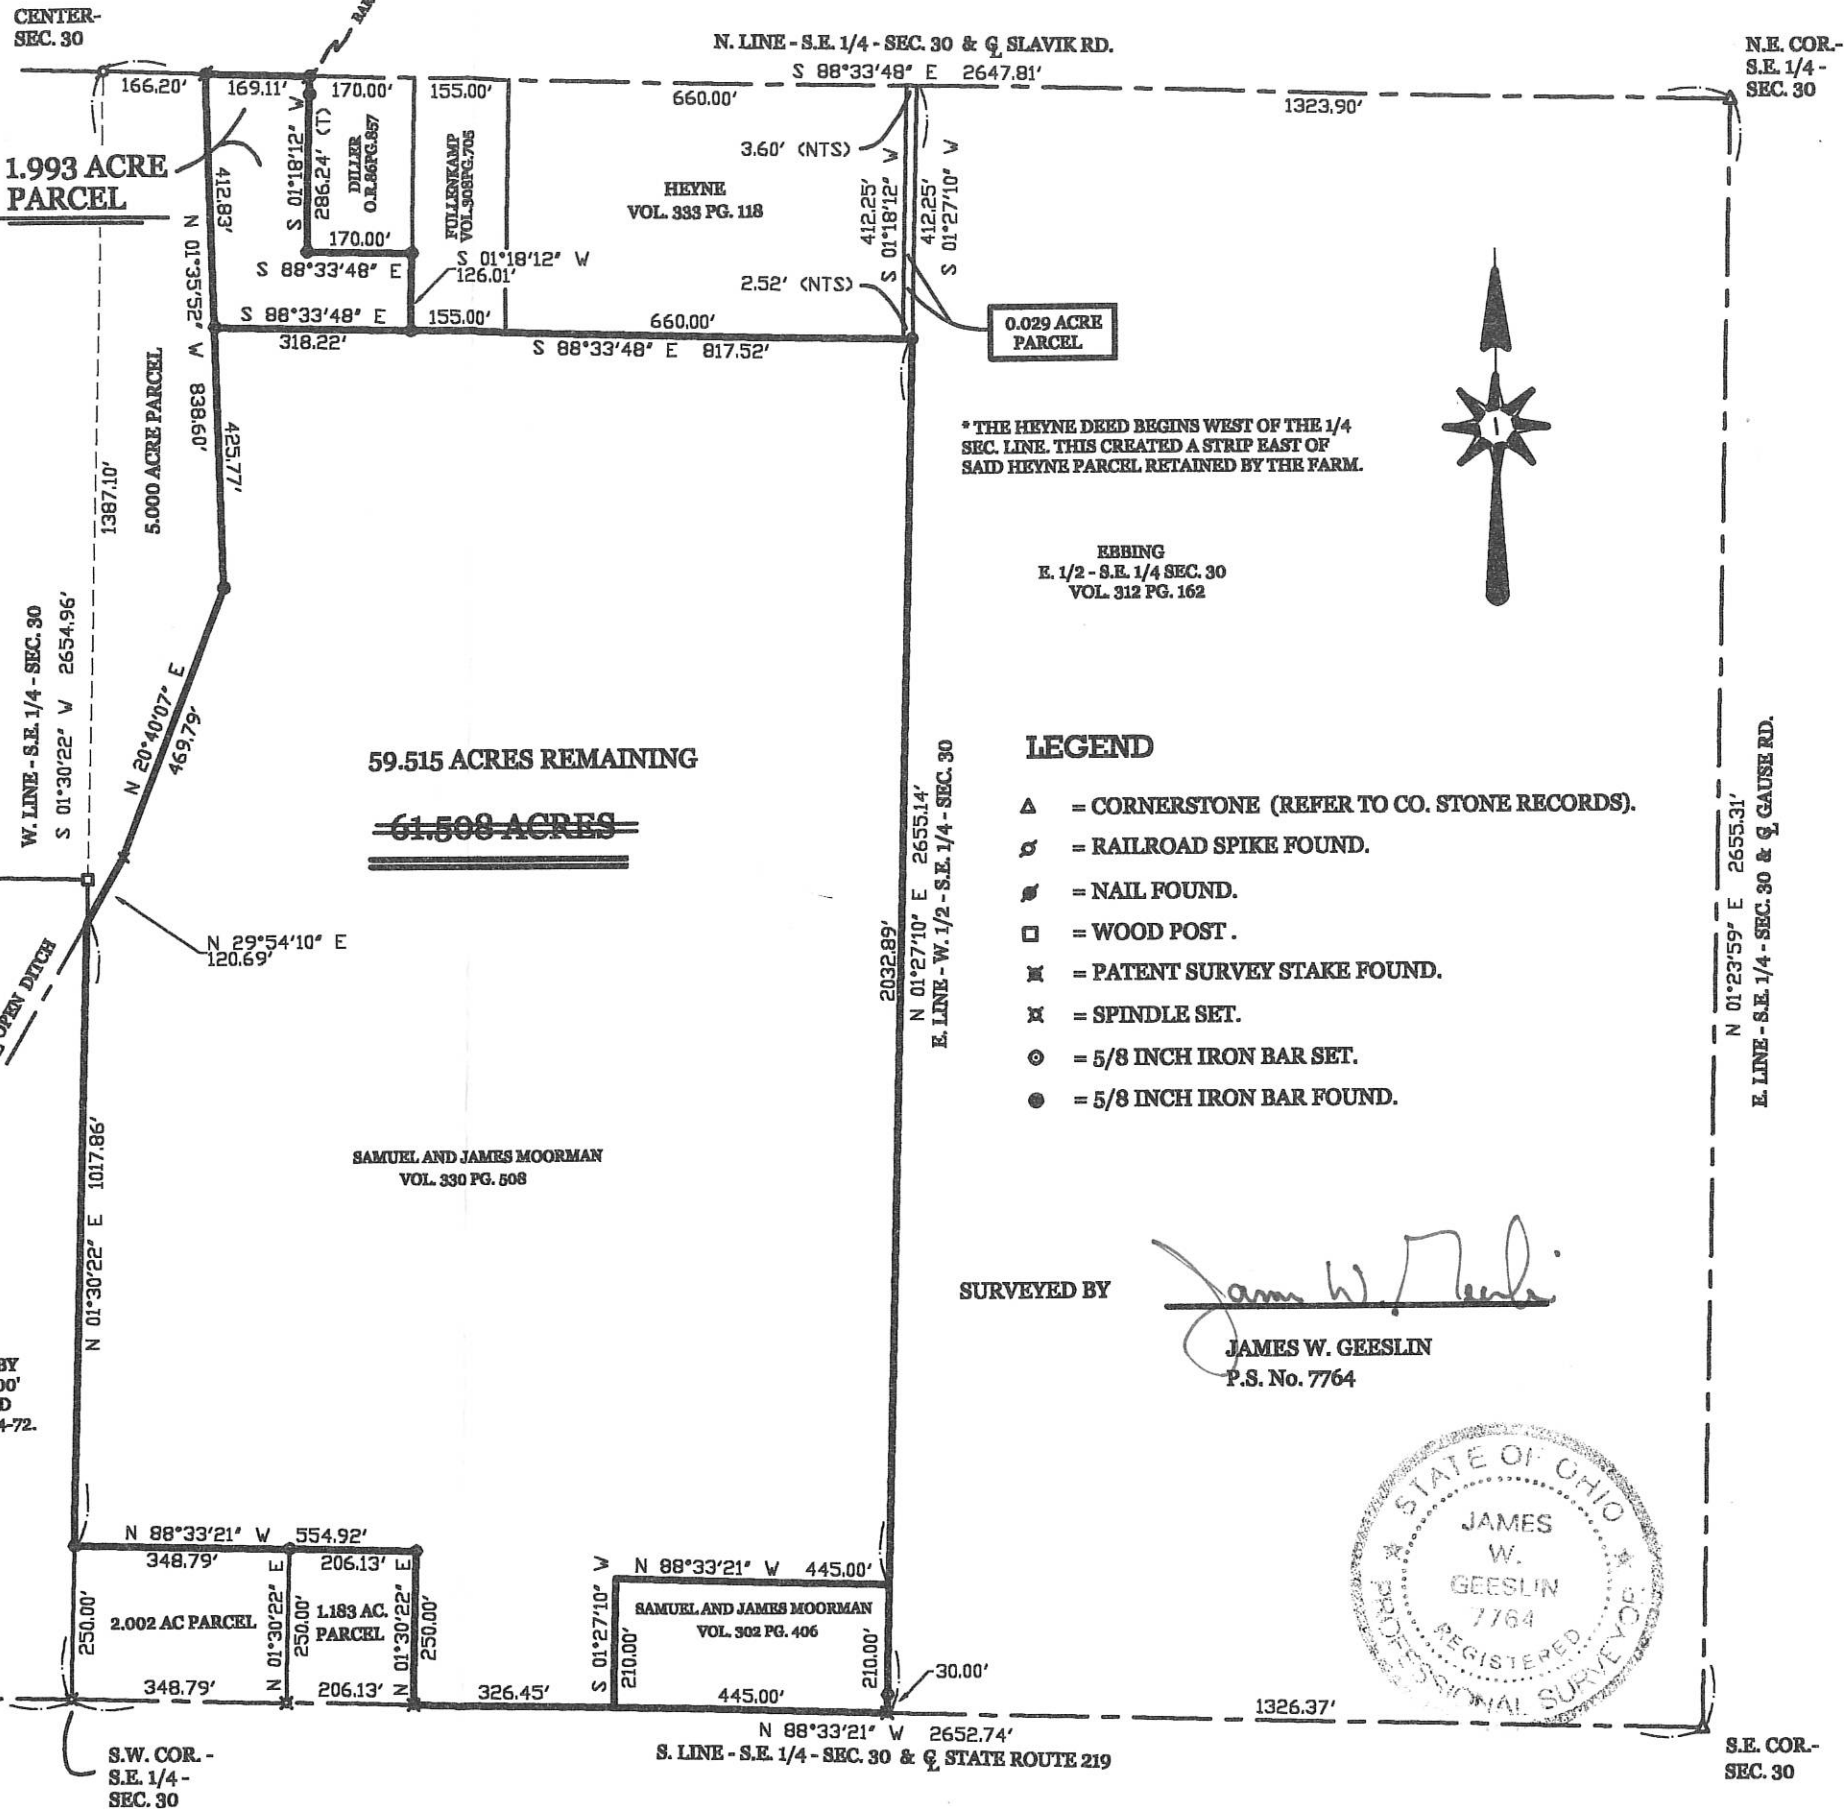 CENTER-
SEC. 30
N. LINE - S.E. 1/4 - SEC. 30 & ℄ SLAVIK RD.
S 88°33'48" E 2647.81'
N.E. COR.-
S.E. 1/4 -
SEC. 30
166.20'
169.11'
170.00'
155.00'
660.00'
1323.90'
1.993 ACRE
PARCEL
412.83'
S 01°18'12" W
286.24' (T)
DILLER
O.R.86PG.857
FULLENKAMP
VOL.308PG.705
HEYNE
VOL. 333 PG. 118
3.60' (NTS)
412.25'
S 01°18'12" W
412.25'
S 01°27'10" W
170.00'
S 88°33'48" E
S 01°18'12" W
126.01'
2.52' (NTS)
0.029 ACRE
PARCEL
S 88°33'48" E
318.22'
155.00'
660.00'
S 88°33'48" E 817.52'
N 01°35'52" W 838.60'
425.77'
5.000 ACRE PARCEL
1387.10'
* THE HEYNE DEED BEGINS WEST OF THE 1/4
SEC. LINE. THIS CREATED A STRIP EAST OF
SAID HEYNE PARCEL RETAINED BY THE FARM.
EBBING
E. 1/2 - S.E. 1/4 SEC. 30
VOL. 312 PG. 162
W. LINE - S.E. 1/4 - SEC. 30
S 01°30'22" W 2654.96'
N 20°40'07" E
469.79'
59.515 ACRES REMAINING
61.508 ACRES
N 29°54'10" E
120.69'
OPEN DITCH
2032.89'
N 01°27'10" E 2655.14'
E. LINE - W. 1/2 - S.E. 1/4 - SEC. 30
LEGEND
= CORNERSTONE (REFER TO CO. STONE RECORDS).
= RAILROAD SPIKE FOUND.
= NAIL FOUND.
= WOOD POST.
= PATENT SURVEY STAKE FOUND.
= SPINDLE SET.
= 5/8 INCH IRON BAR SET.
= 5/8 INCH IRON BAR FOUND.
N 01°23'59" E 2655.31'
E. LINE - S.E. 1/4 - SEC. 30 & ℄ GAUSE RD.
SAMUEL AND JAMES MOORMAN
VOL. 330 PG. 508
N 01°30'22" E 1017.86'
SURVEYED BY
James W. Geeslin
JAMES W. GEESLIN
P.S. No. 7764
STATE OF OHIO
JAMES
W.
GEESLIN
7764
REGISTERED
PROFESSIONAL SURVEYOR
BY
00'
D
4-72.
N 88°33'21" W 554.92'
348.79'
206.13'
250.00'
2.002 AC PARCEL
N 01°30'22" E
250.00'
1.183 AC.
PARCEL
N 01°30'22" E
250.00'
S 01°27'10" W
210.00'
N 88°33'21" W 445.00'
SAMUEL AND JAMES MOORMAN
VOL. 302 PG. 406
210.00'
30.00'
348.79'
206.13'
326.45'
445.00'
1326.37'
N 88°33'21" W 2652.74'
S. LINE - S.E. 1/4 - SEC. 30 & ℄ STATE ROUTE 219
S.W. COR. -
S.E. 1/4 -
SEC. 30
S.E. COR.-
SEC. 30